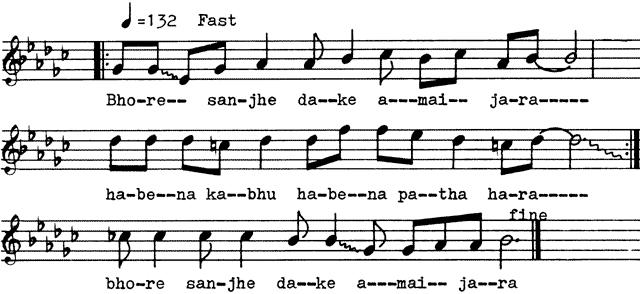 ♩=132 Fast
Bho-re-- san-jhe da--ke a---mai-- ja-ra------
ha-be--na ka--bhu ha-be--na pa--tha ha-ra-----
fine
bho-re san-jhe da--ke a---mai-- ja--ra